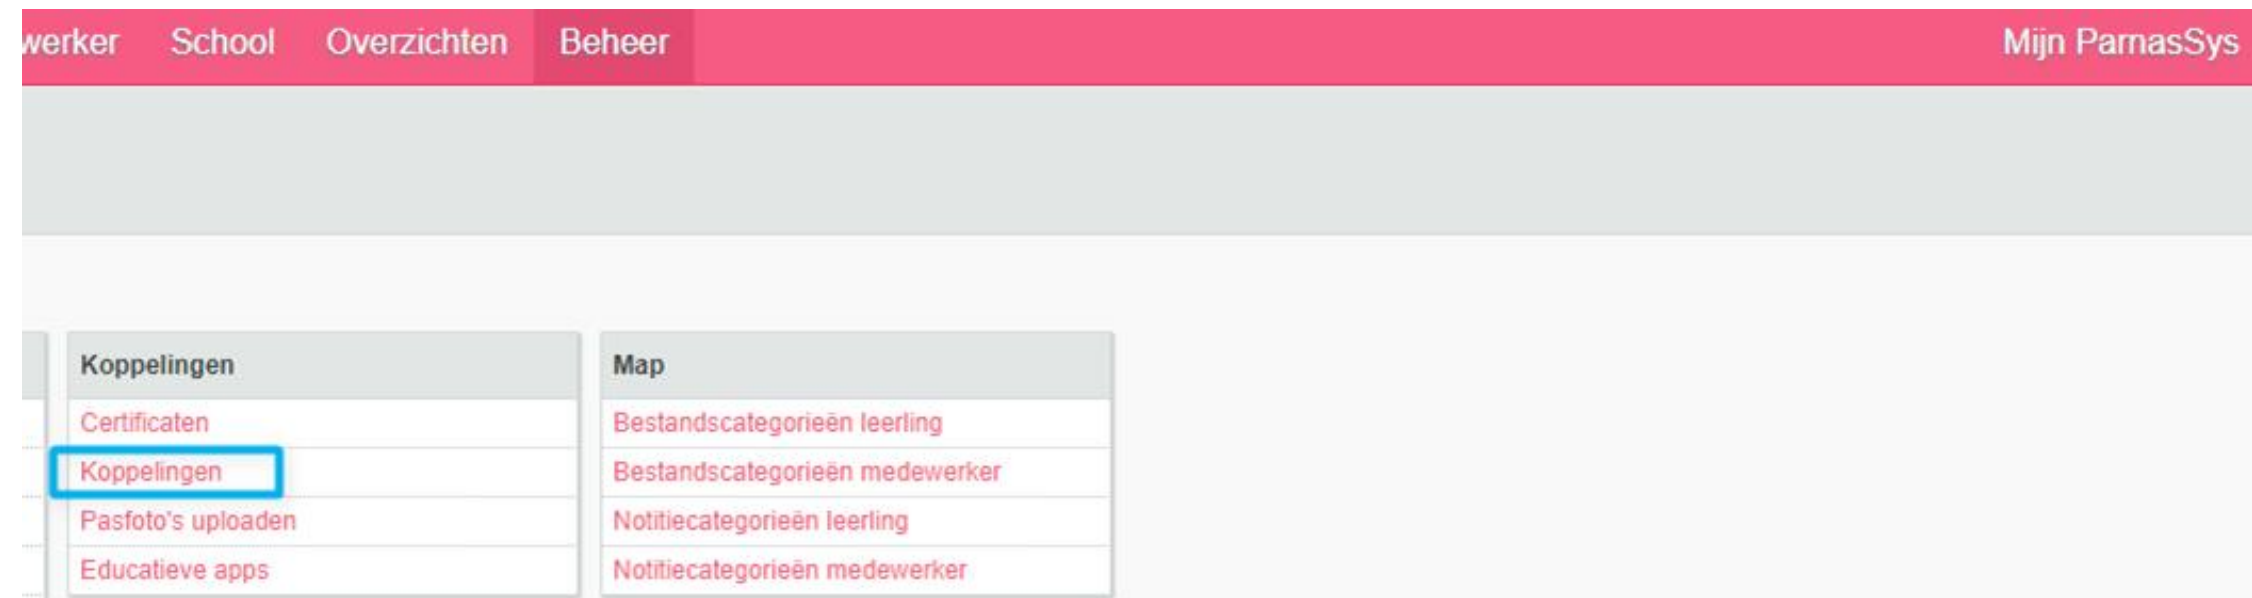 werker School Overzichten Beheer Mijn ParnasSys
Koppelingen Map
Certificaten Bestandscategorieën leerling
Koppelingen Bestandscategorieën medewerker
Pasfoto's uploaden Notitiecategorieën leerling
Educatieve apps Notitiecategorieën medewerker